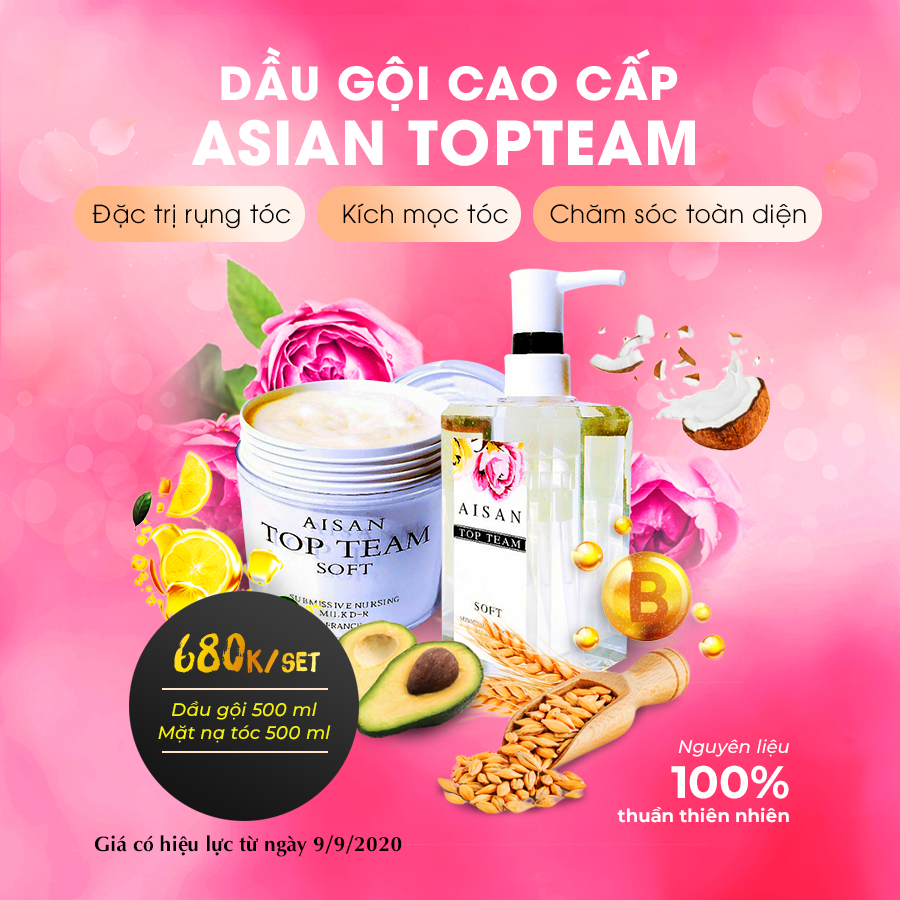 DẦU GỘI CAO CẤP
ASIAN TOPTEAM
Đặc trị rụng tóc
Kích mọc tóc
Chăm sóc toàn diện
AISAN
TOP TEAM
SOFT
SUBMISSIVE NURSING
MILKD-R
FRANC
AISAN
TOP TEAM
SOFT
B
680K/SET
Dầu gội 500 ml
Mặt nạ tóc 500 ml
Nguyên liệu
100%
thuần thiên nhiên
Giá có hiệu lực từ ngày 9/9/2020